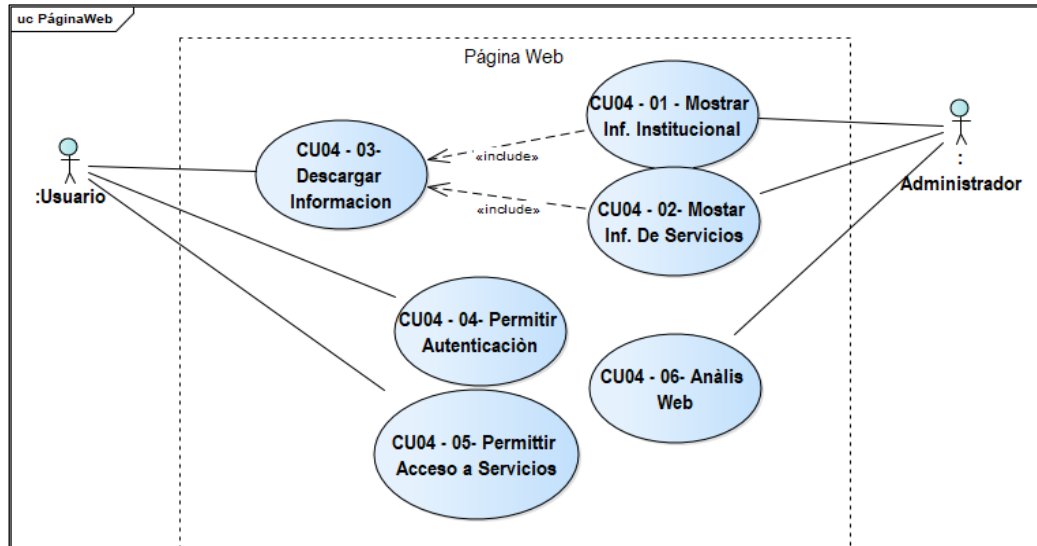 uc PáginaWeb
Página Web
CU04 - 01 - Mostrar
Inf. Institucional
CU04 - 03-
Descargar
Informacion
«include»
:Usuario
:
Administrador
CU04 - 02- Mostar
Inf. De Servicios
«include»
CU04 - 04- Permitir
Autenticaciòn
CU04 - 06- Anàlis
Web
CU04 - 05- Permittir
Acceso a Servicios